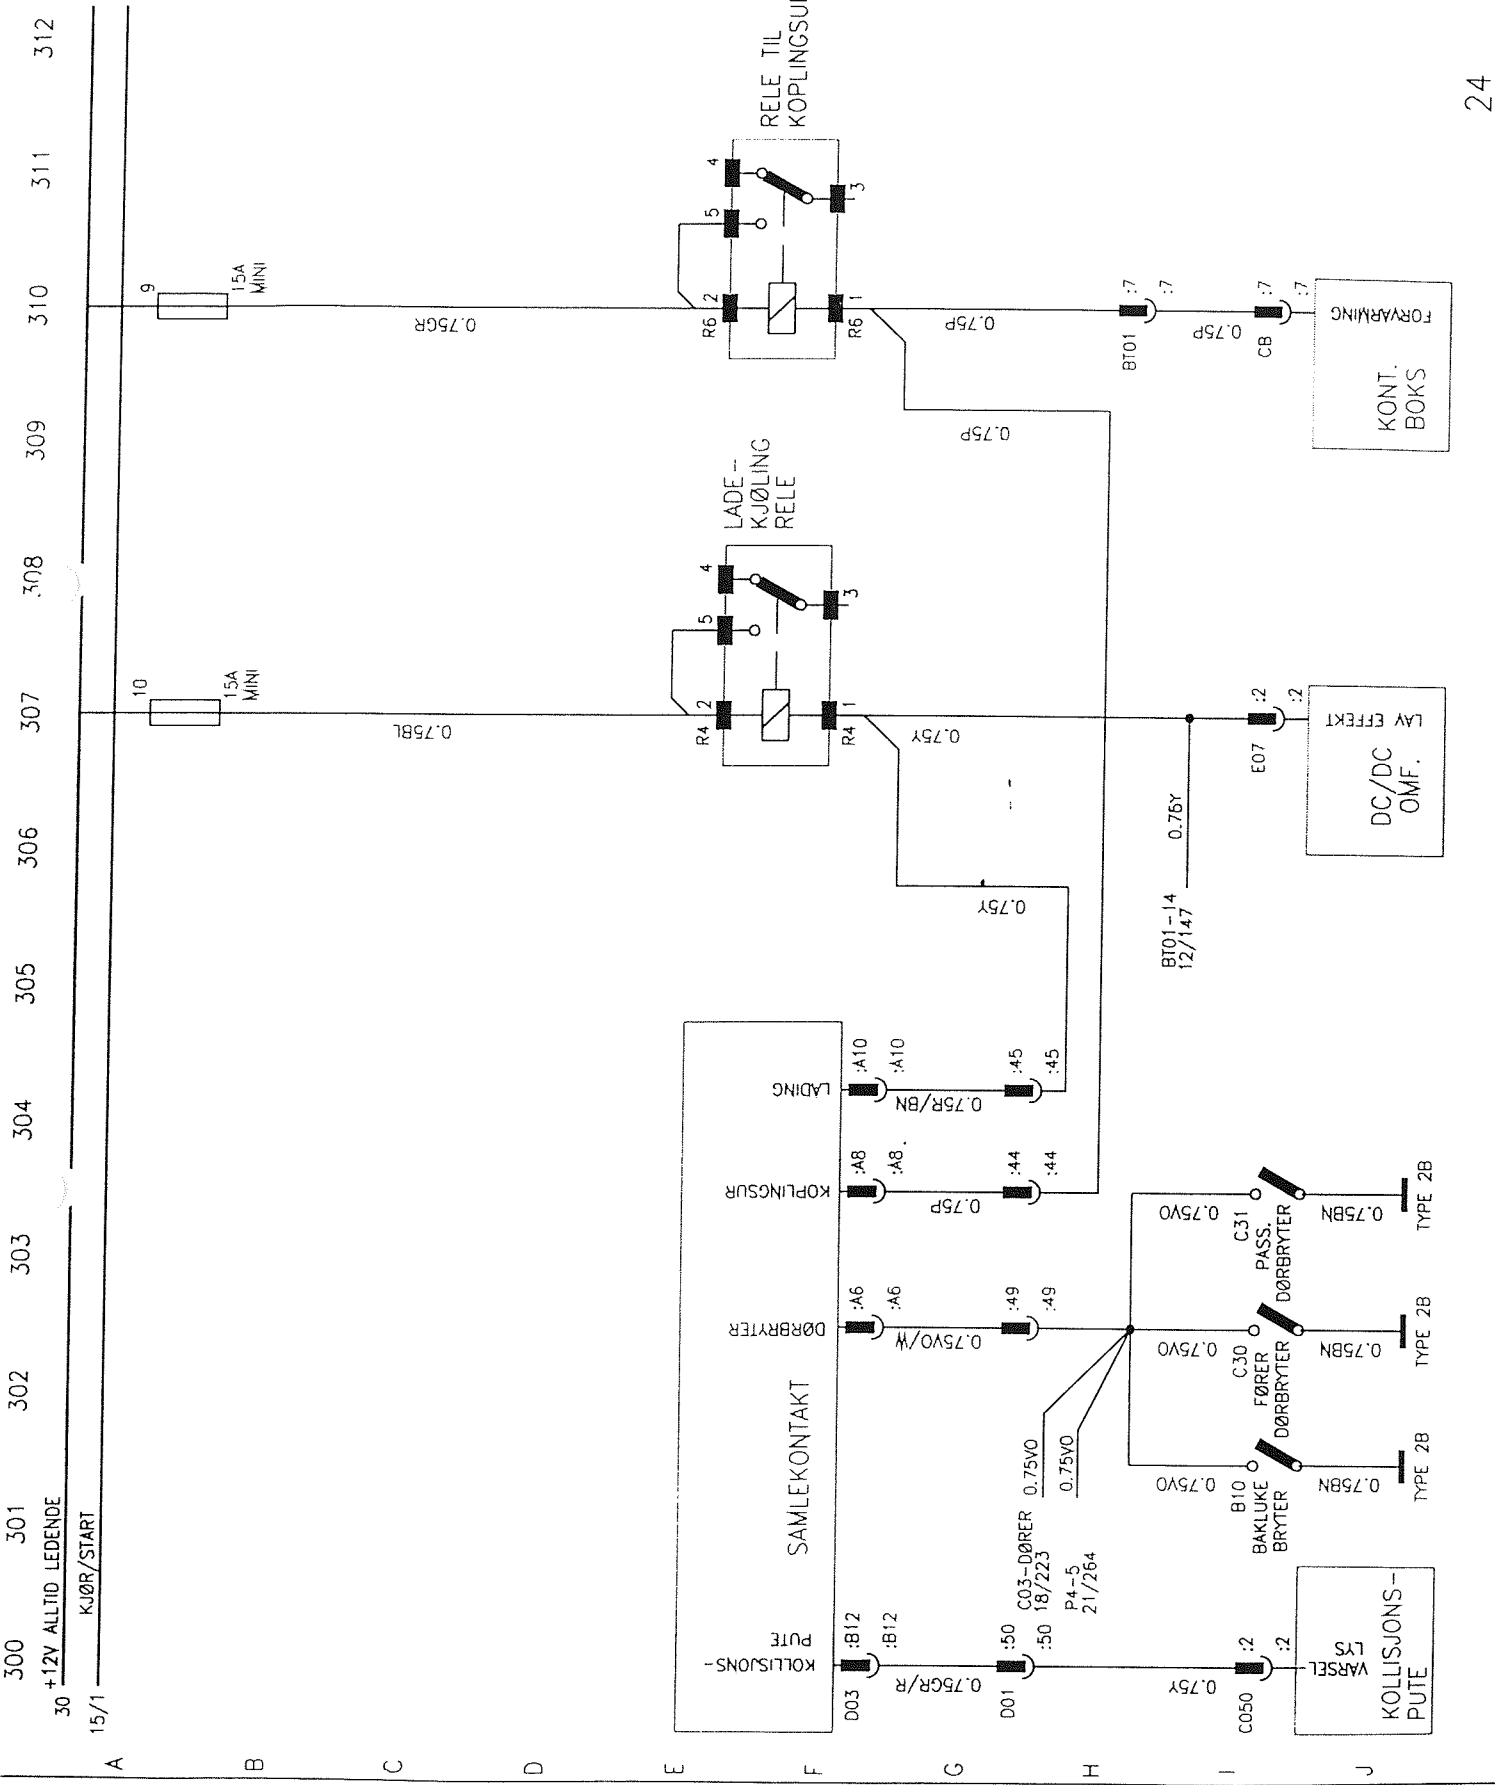 300 301 302 303 304 305 306 307 308 309 310 311 312
30 +12V ALLTID LEDENDE
15/1 KJØR/START
A
B
C
D
E
F
G
H
I
J
10
15A
MINI
0.75BL
9
15A
MINI
0.75GR
R4 2
5
4
R4 1
3
LADE-
KJØLING
RELE
R6 2
5
4
R6 1
3
RELE TIL
0.75Y
0.75Y
0.75P
0.75P
BT01 :7
:7
0.75P
CB :7
:7
FORVARMING
KONT.
BOKS
BT01-14
12/147
0.75Y
E07 :2
:2
LAV EFFEKT
DC/DC
OMF.
SAMLEKONTAKT
KOLLISJONS-
PUTE
DØRBRYTER
KOPLINGSUR
LADING
D03 :B12
:B12
0.75GR/R
D01 :50
:50
0.75Y
C050 :2
:2
VARSEL
LYS
KOLLISJONS-
PUTE
:A6
:A6
0.75VO/W
:49
:49
:A8
:A8.
0.75P
:44
:44
:A10
:A10
0.75R/BN
:45
:45
C03-DØRER 0.75VO
18/223
P4-5 0.75VO
21/264
0.75VO
B10
BAKLUKE
BRYTER
0.75BN
TYPE 2B
0.75VO
C30
FØRER
DØRBRYTER
0.75BN
TYPE 2B
0.75VO
C31
PASS.
DØRBRYTER
0.75BN
TYPE 2B
24